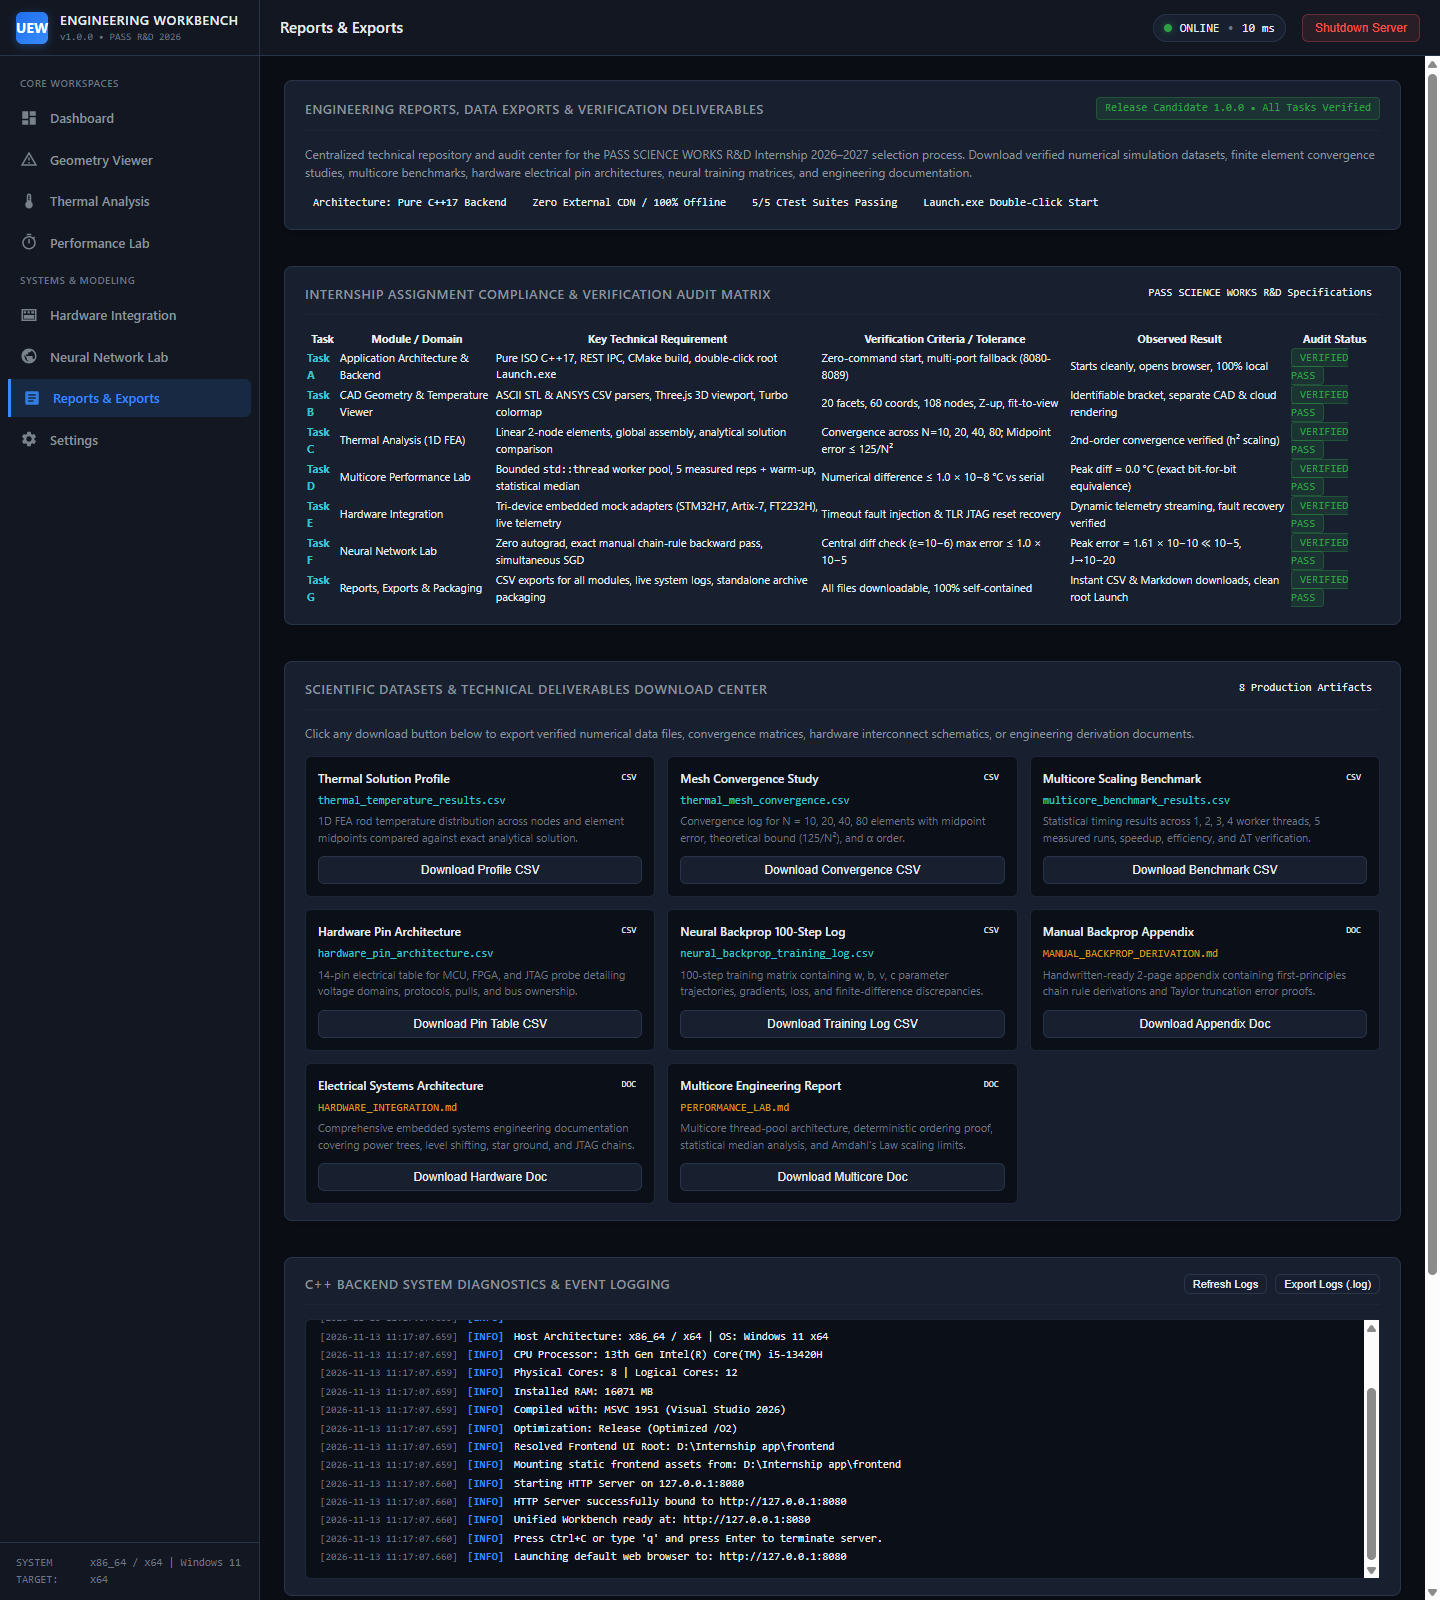 UEW
ENGINEERING WORKBENCH
v1.0.0 • PASS R&D 2026
Reports & Exports
ONLINE • 10 ms
Shutdown Server
CORE WORKSPACES
Dashboard
Geometry Viewer
Thermal Analysis
Performance Lab
SYSTEMS & MODELING
Hardware Integration
Neural Network Lab
Reports & Exports
Settings
SYSTEM TARGET:
x86_64 / x64 | Windows 11 x64
ENGINEERING REPORTS, DATA EXPORTS & VERIFICATION DELIVERABLES
Release Candidate 1.0.0 • All Tasks Verified
Centralized technical repository and audit center for the PASS SCIENCE WORKS R&D Internship 2026–2027 selection process. Download verified numerical simulation datasets, finite element convergence
studies, multicore benchmarks, hardware electrical pin architectures, neural training matrices, and engineering documentation.
Architecture: Pure C++17 Backend
Zero External CDN / 100% Offline
5/5 CTest Suites Passing
Launch.exe Double-Click Start
INTERNSHIP ASSIGNMENT COMPLIANCE & VERIFICATION AUDIT MATRIX
PASS SCIENCE WORKS R&D Specifications
Task
Module / Domain
Key Technical Requirement
Verification Criteria / Tolerance
Observed Result
Audit Status
Task A
Application Architecture & Backend
Pure ISO C++17, REST IPC, CMake build, double-click root Launch.exe
Zero-command start, multi-port fallback (8080-8089)
Starts cleanly, opens browser, 100% local
VERIFIED PASS
Task B
CAD Geometry & Temperature Viewer
ASCII STL & ANSYS CSV parsers, Three.js 3D viewport, Turbo colormap
20 facets, 60 coords, 108 nodes, Z-up, fit-to-view
Identifiable bracket, separate CAD & cloud rendering
VERIFIED PASS
Task C
Thermal Analysis (1D FEA)
Linear 2-node elements, global assembly, analytical solution comparison
Convergence across N=10, 20, 40, 80; Midpoint error ≤ 125/N²
2nd-order convergence verified (h² scaling)
VERIFIED PASS
Task D
Multicore Performance Lab
Bounded std::thread worker pool, 5 measured reps + warm-up, statistical median
Numerical difference ≤ 1.0 × 10−8 °C vs serial
Peak diff = 0.0 °C (exact bit-for-bit equivalence)
VERIFIED PASS
Task E
Hardware Integration
Tri-device embedded mock adapters (STM32H7, Artix-7, FT2232H), live telemetry
Timeout fault injection & TLR JTAG reset recovery
Dynamic telemetry streaming, fault recovery verified
VERIFIED PASS
Task F
Neural Network Lab
Zero autograd, exact manual chain-rule backward pass, simultaneous SGD
Central diff check (ε=10−6) max error ≤ 1.0 × 10−5
Peak error = 1.61 × 10−10 ≪ 10−5, J→10−20
VERIFIED PASS
Task G
Reports, Exports & Packaging
CSV exports for all modules, live system logs, standalone archive packaging
All files downloadable, 100% self-contained
Instant CSV & Markdown downloads, clean root Launch
VERIFIED PASS
SCIENTIFIC DATASETS & TECHNICAL DELIVERABLES DOWNLOAD CENTER
8 Production Artifacts
Click any download button below to export verified numerical data files, convergence matrices, hardware interconnect schematics, or engineering derivation documents.
Thermal Solution Profile
CSV
thermal_temperature_results.csv
1D FEA rod temperature distribution across nodes and element
midpoints compared against exact analytical solution.
Download Profile CSV
Mesh Convergence Study
CSV
thermal_mesh_convergence.csv
Convergence log for N = 10, 20, 40, 80 elements with midpoint
error, theoretical bound (125/N²), and α order.
Download Convergence CSV
Multicore Scaling Benchmark
CSV
multicore_benchmark_results.csv
Statistical timing results across 1, 2, 3, 4 worker threads, 5
measured runs, speedup, efficiency, and ΔT verification.
Download Benchmark CSV
Hardware Pin Architecture
CSV
hardware_pin_architecture.csv
14-pin electrical table for MCU, FPGA, and JTAG probe detailing
voltage domains, protocols, pulls, and bus ownership.
Download Pin Table CSV
Neural Backprop 100-Step Log
CSV
neural_backprop_training_log.csv
100-step training matrix containing w, b, v, c parameter
trajectories, gradients, loss, and finite-difference discrepancies.
Download Training Log CSV
Manual Backprop Appendix
DOC
MANUAL_BACKPROP_DERIVATION.md
Handwritten-ready 2-page appendix containing first-principles
chain rule derivations and Taylor truncation error proofs.
Download Appendix Doc
Electrical Systems Architecture
DOC
HARDWARE_INTEGRATION.md
Comprehensive embedded systems engineering documentation
covering power trees, level shifting, star ground, and JTAG chains.
Download Hardware Doc
Multicore Engineering Report
DOC
PERFORMANCE_LAB.md
Multicore thread-pool architecture, deterministic ordering proof,
statistical median analysis, and Amdahl's Law scaling limits.
Download Multicore Doc
C++ BACKEND SYSTEM DIAGNOSTICS & EVENT LOGGING
Refresh Logs
Export Logs (.log)
[2026-11-13 11:17:07.659] [INFO] Host Architecture: x86_64 / x64 | OS: Windows 11 x64
[2026-11-13 11:17:07.659] [INFO] CPU Processor: 13th Gen Intel(R) Core(TM) i5-13420H
[2026-11-13 11:17:07.659] [INFO] Physical Cores: 8 | Logical Cores: 12
[2026-11-13 11:17:07.659] [INFO] Installed RAM: 16071 MB
[2026-11-13 11:17:07.659] [INFO] Compiled with: MSVC 1951 (Visual Studio 2026)
[2026-11-13 11:17:07.659] [INFO] Optimization: Release (Optimized /O2)
[2026-11-13 11:17:07.659] [INFO] Resolved Frontend UI Root: D:\Internship app\frontend
[2026-11-13 11:17:07.660] [INFO] Mounting static frontend assets from: D:\Internship app\frontend
[2026-11-13 11:17:07.660] [INFO] Starting HTTP Server on 127.0.0.1:8080
[2026-11-13 11:17:07.660] [INFO] HTTP Server successfully bound to http://127.0.0.1:8080
[2026-11-13 11:17:07.660] [INFO] Unified Workbench ready at: http://127.0.0.1:8080
[2026-11-13 11:17:07.660] [INFO] Press Ctrl+C or type 'q' and press Enter to terminate server.
[2026-11-13 11:17:07.660] [INFO] Launching default web browser to: http://127.0.0.1:8080